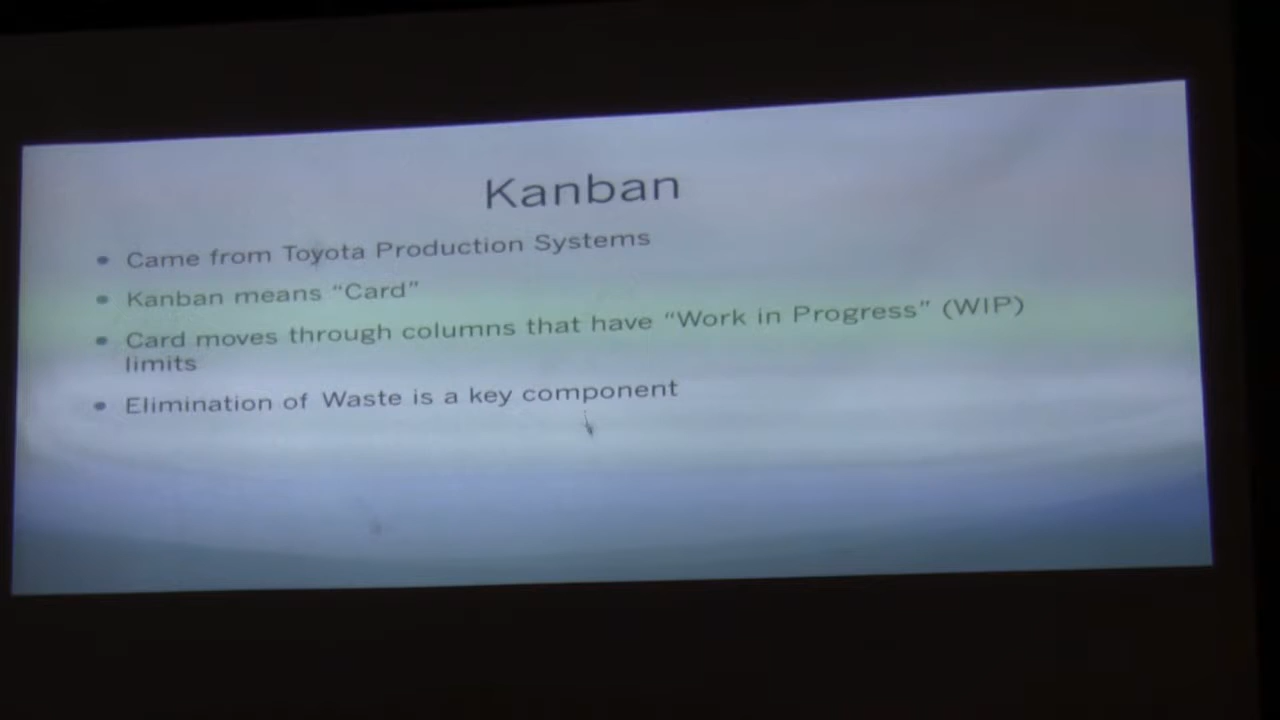 Kanban
• Came from Toyota Production Systems
• Kanban means “Card”
• Card moves through columns that have “Work in Progress” (WIP)
limits
• Elimination of Waste is a key component